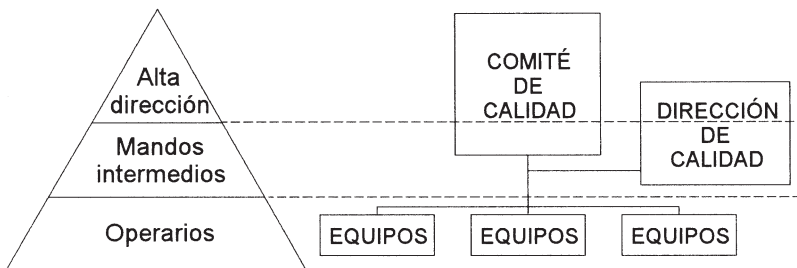 Alta
dirección
Mandos
intermedios
Operarios
COMITÉ
DE
CALIDAD
DIRECCIÓN
DE
CALIDAD
EQUIPOS
EQUIPOS
EQUIPOS